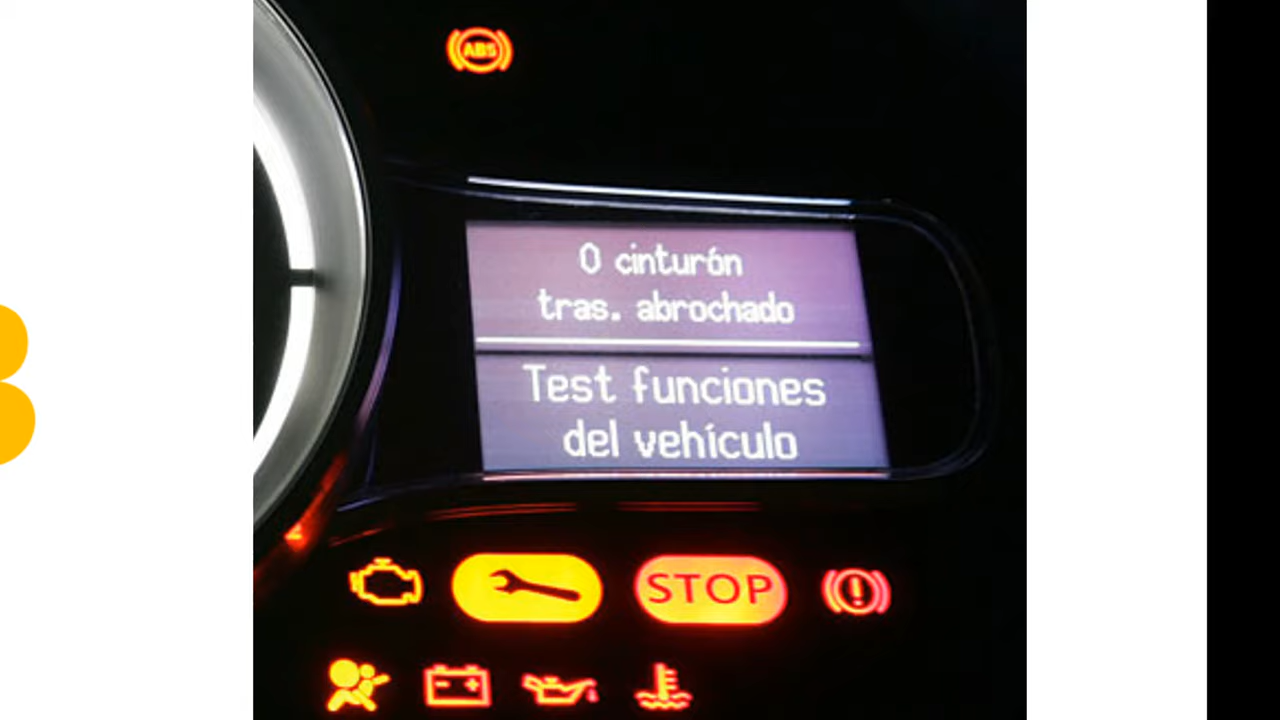 ABS
0 cinturón
tras. abrochado
Test funciones
del vehículo
STOP